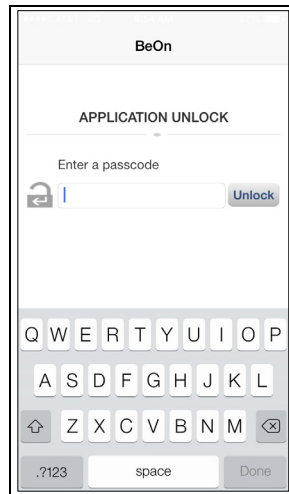 BeOn
APPLICATION UNLOCK
Enter a passcode
Unlock
Q W E R T Y U I O P
A S D F G H J K L
Z X C V B N M
.?123 space Done